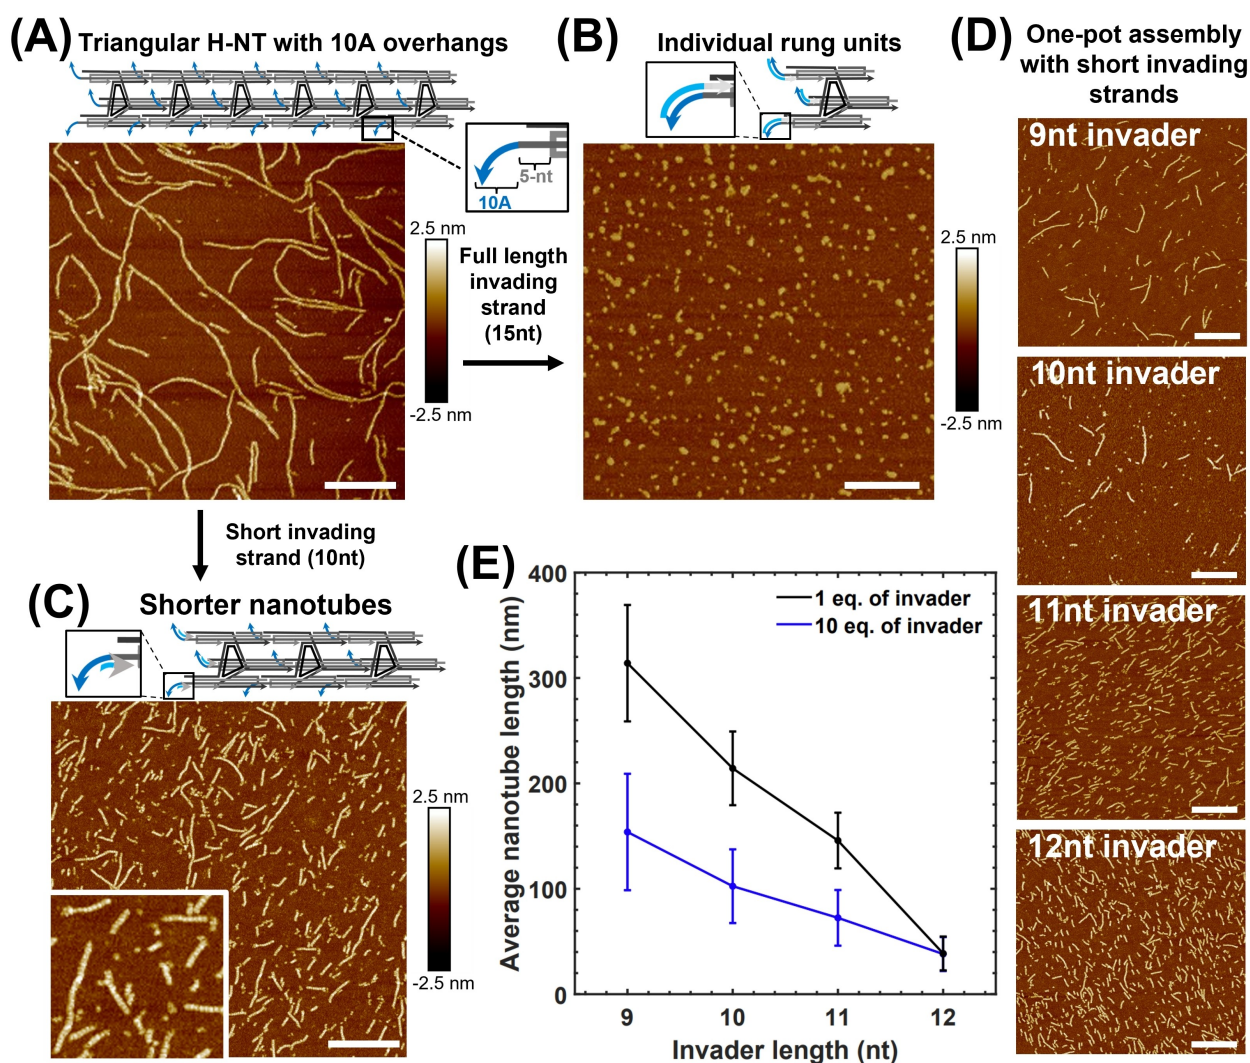 (A)
Triangular H-NT with 10A overhangs
5-nt
10A
2.5 nm
-2.5 nm
Full length
invading
strand
(15nt)
(B)
Individual rung units
2.5 nm
-2.5 nm
Short invading
strand (10nt)
(C)
Shorter nanotubes
2.5 nm
-2.5 nm
(D)
One-pot assembly
with short invading
strands
9nt invader
10nt invader
11nt invader
12nt invader
(E)
Average nanotube length (nm)
400
300
200
100
0
1 eq. of invader
10 eq. of invader
9 10 11 12
Invader length (nt)